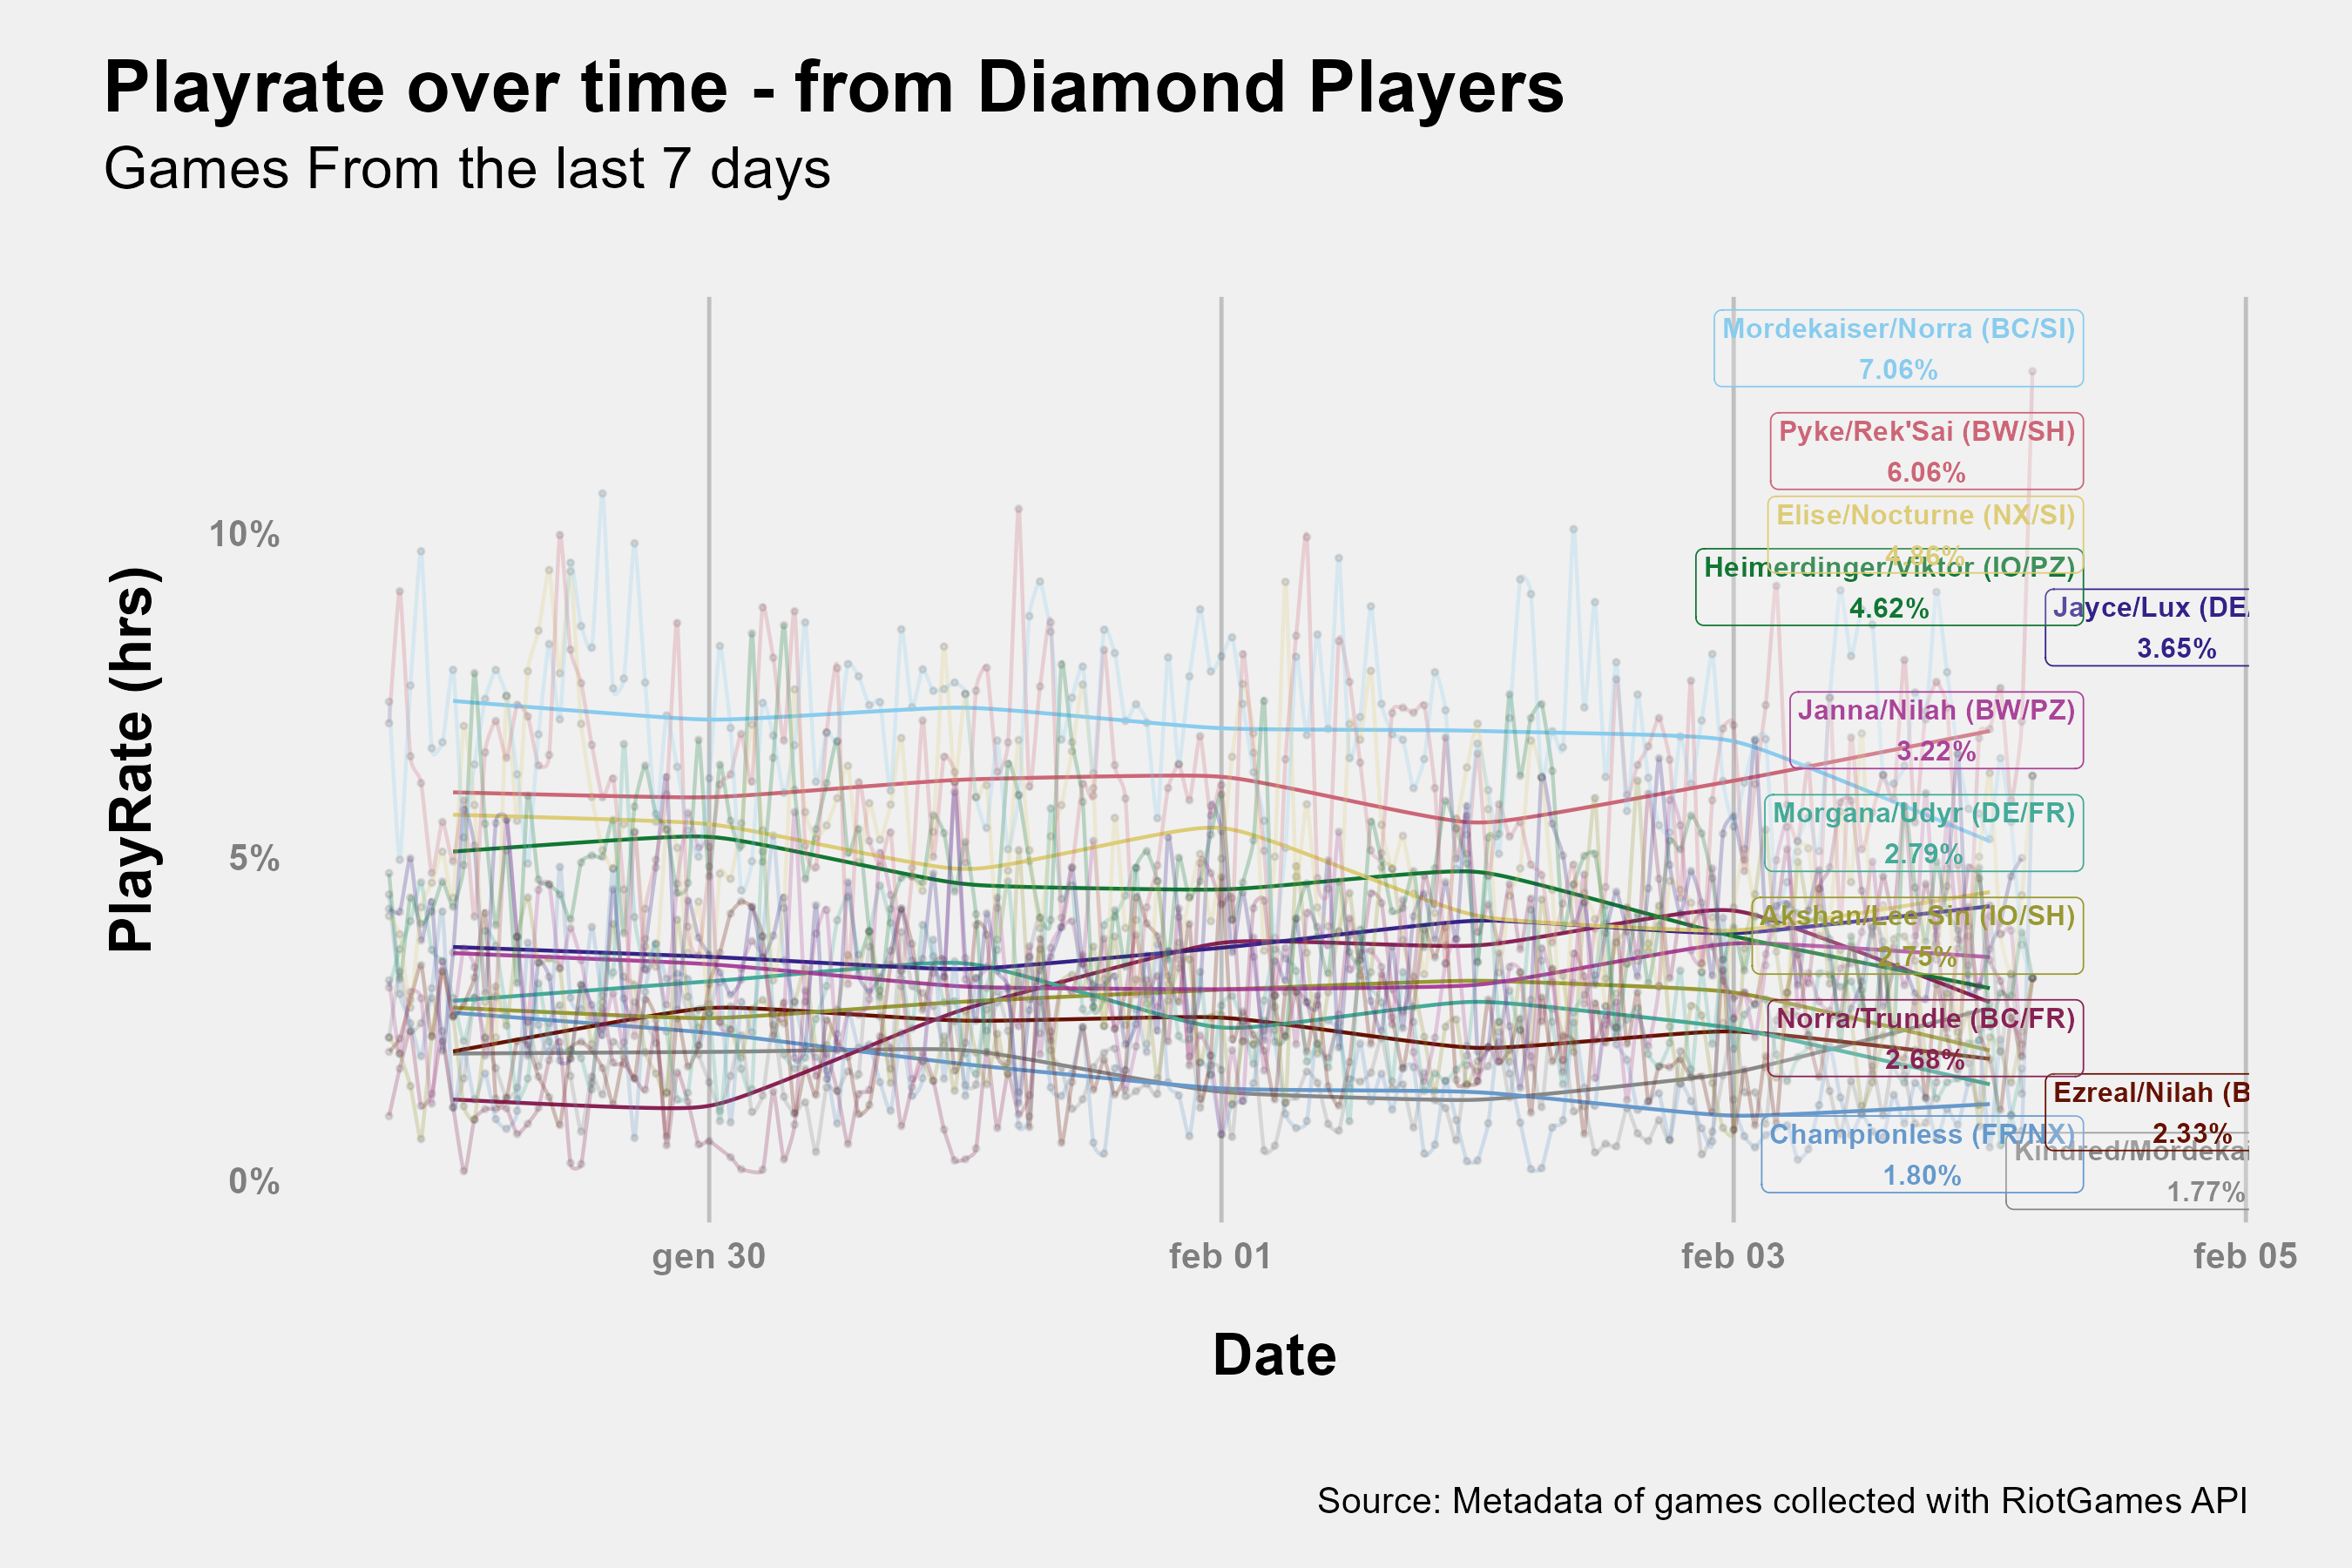 Playrate over time - from Diamond Players
Games From the last 7 days
PlayRate (hrs)
10%
5%
0%
Mordekaiser/Norra (BC/SI)
7.06%
Pyke/Rek'Sai (BW/SH)
6.06%
Elise/Nocturne (NX/SI)
4.86%
Heimerdinger/Viktor (IO/PZ)
4.62%
Jayce/Lux (DE/
3.65%
Janna/Nilah (BW/PZ)
3.22%
Morgana/Udyr (DE/FR)
2.79%
Akshan/Lee Sin (IO/SH)
2.75%
Norra/Trundle (BC/FR)
2.68%
Ezreal/Nilah (B
2.33%
Championless (FR/NX)
1.80%
Kindred/Mordekai
1.77%
gen 30
feb 01
feb 03
feb 05
Date
Source: Metadata of games collected with RiotGames API